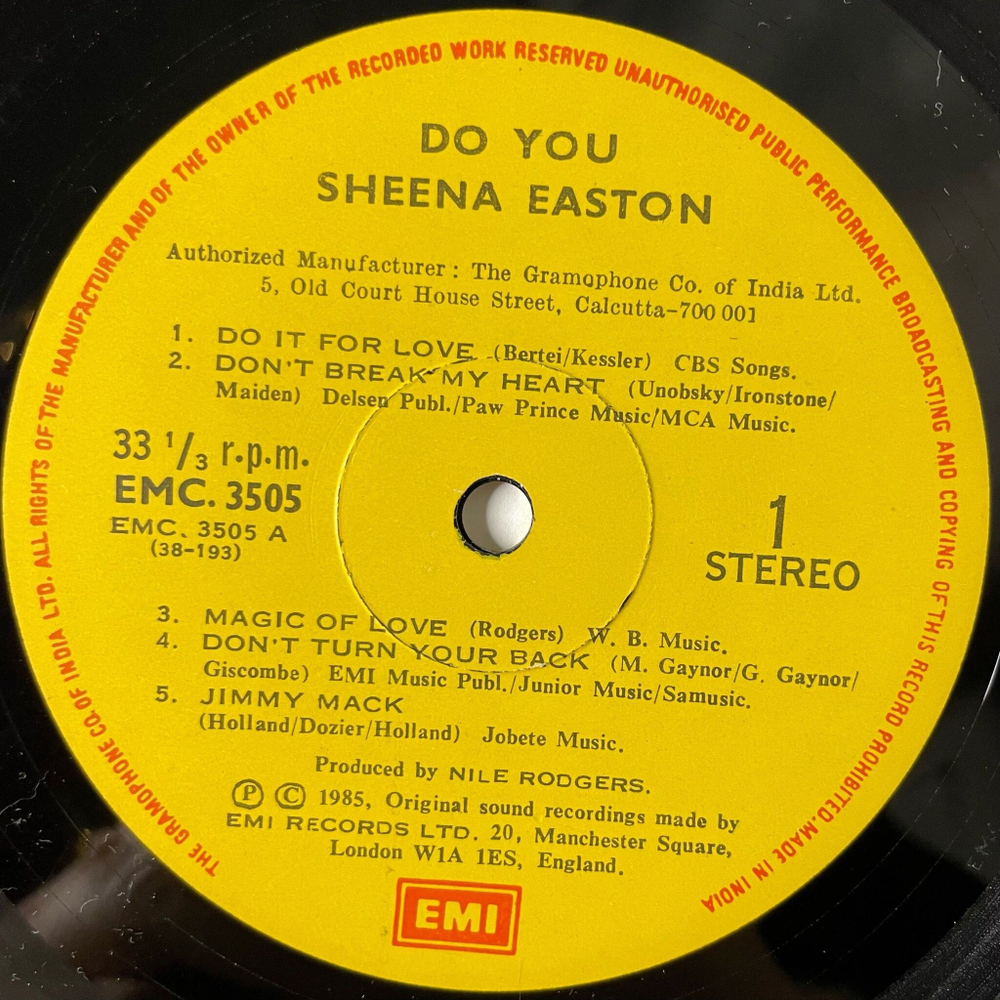 THE GRAMOPHONE CO. OF INDIA LTD. ALL RIGHTS OF THE MANUFACTURER AND OF THE OWNER OF THE RECORDED WORK RESERVED UNAUTHORISED PUBLIC PERFORMANCE BROADCASTING AND COPYING OF THIS RECORD PROHIBITED. MADE IN INDIA
DO YOU
SHEENA EASTON
Authorized Manufacturer : The Gramophone Co. of India Ltd.
5, Old Court House Street, Calcutta-700 001
1. DO IT FOR LOVE (Bertei/Kessler) CBS Songs.
2. DON'T BREAK MY HEART (Unobsky/Ironstone/
Maiden) Delsen Publ./Paw Prince Music/MCA Music.
33 1/3 r.p.m.
EMC. 3505
EMC. 3505 A
(38-193)
1
STEREO
3. MAGIC OF LOVE (Rodgers) W. B. Music.
4. DON'T TURN YOUR BACK (M. Gaynor/G. Gaynor/
Giscombe) EMI Music Publ./Junior Music/Samusic.
5. JIMMY MACK
(Holland/Dozier/Holland) Jobete Music.
Produced by NILE RODGERS.
Ⓟ © 1985, Original sound recordings made by
EMI RECORDS LTD. 20, Manchester Square,
London W1A 1ES, England.
EMI